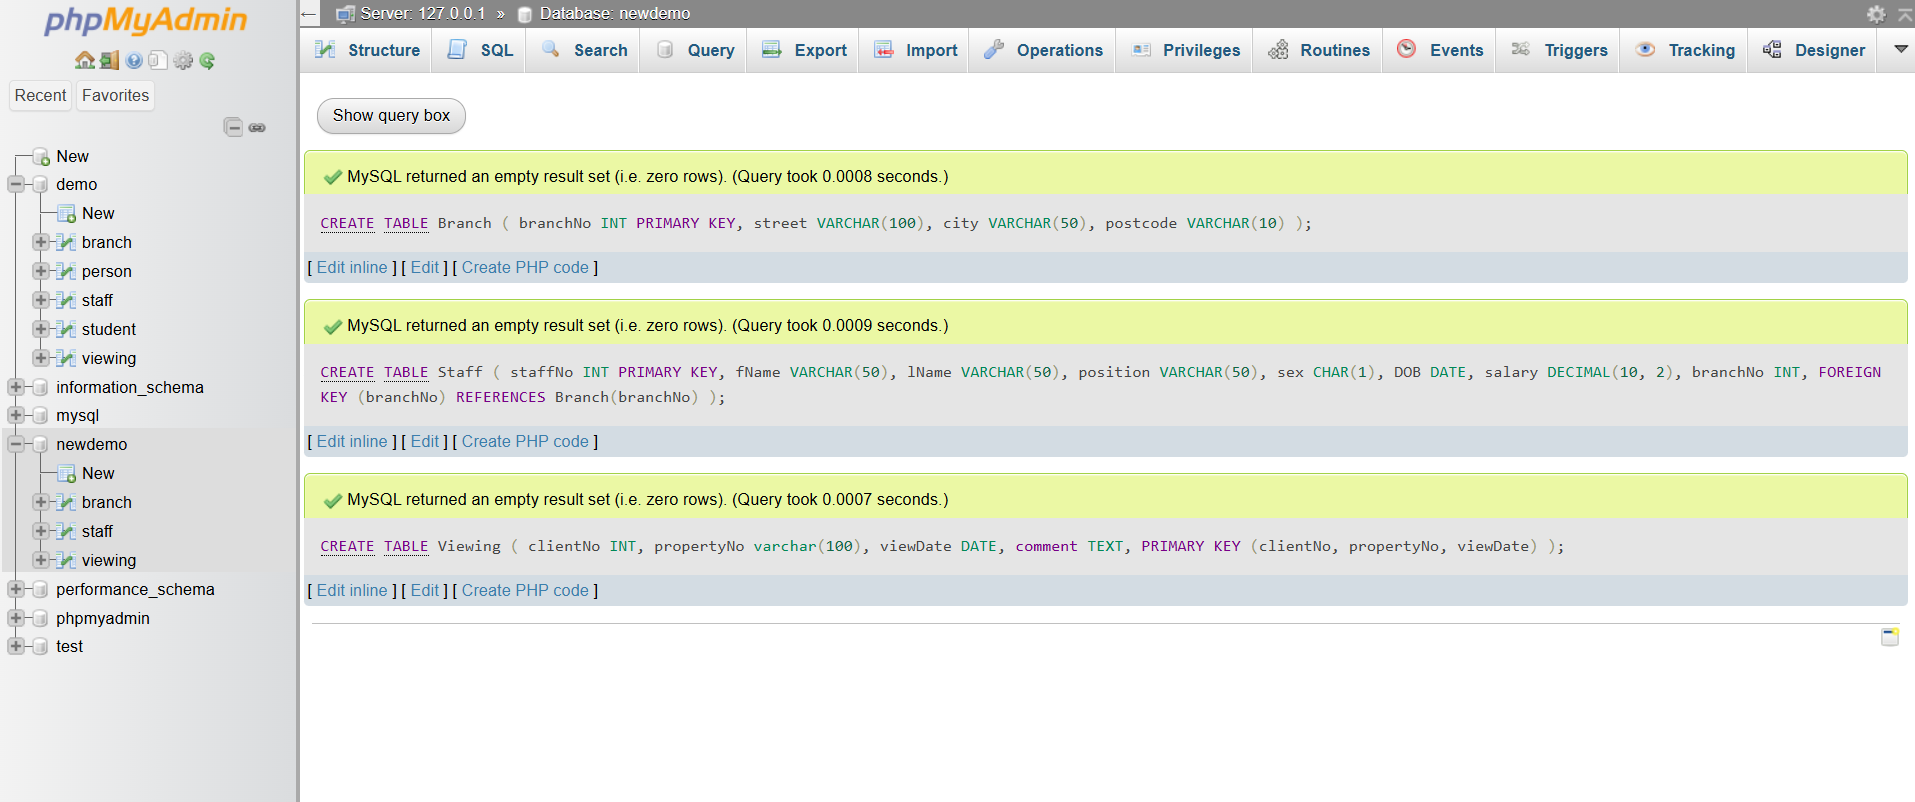 phpMyAdmin
Recent Favorites
New
demo
New
branch
person
staff
student
viewing
information_schema
mysql
newdemo
New
branch
staff
viewing
performance_schema
phpmyadmin
test
← Server: 127.0.0.1 » Database: newdemo
Structure SQL Search Query Export Import Operations Privileges Routines Events Triggers Tracking Designer
Show query box
MySQL returned an empty result set (i.e. zero rows). (Query took 0.0008 seconds.)
CREATE TABLE Branch ( branchNo INT PRIMARY KEY, street VARCHAR(100), city VARCHAR(50), postcode VARCHAR(10) );
[ Edit inline ] [ Edit ] [ Create PHP code ]
MySQL returned an empty result set (i.e. zero rows). (Query took 0.0009 seconds.)
CREATE TABLE Staff ( staffNo INT PRIMARY KEY, fName VARCHAR(50), lName VARCHAR(50), position VARCHAR(50), sex CHAR(1), DOB DATE, salary DECIMAL(10, 2), branchNo INT, FOREIGN
KEY (branchNo) REFERENCES Branch(branchNo) );
[ Edit inline ] [ Edit ] [ Create PHP code ]
MySQL returned an empty result set (i.e. zero rows). (Query took 0.0007 seconds.)
CREATE TABLE Viewing ( clientNo INT, propertyNo varchar(100), viewDate DATE, comment TEXT, PRIMARY KEY (clientNo, propertyNo, viewDate) );
[ Edit inline ] [ Edit ] [ Create PHP code ]